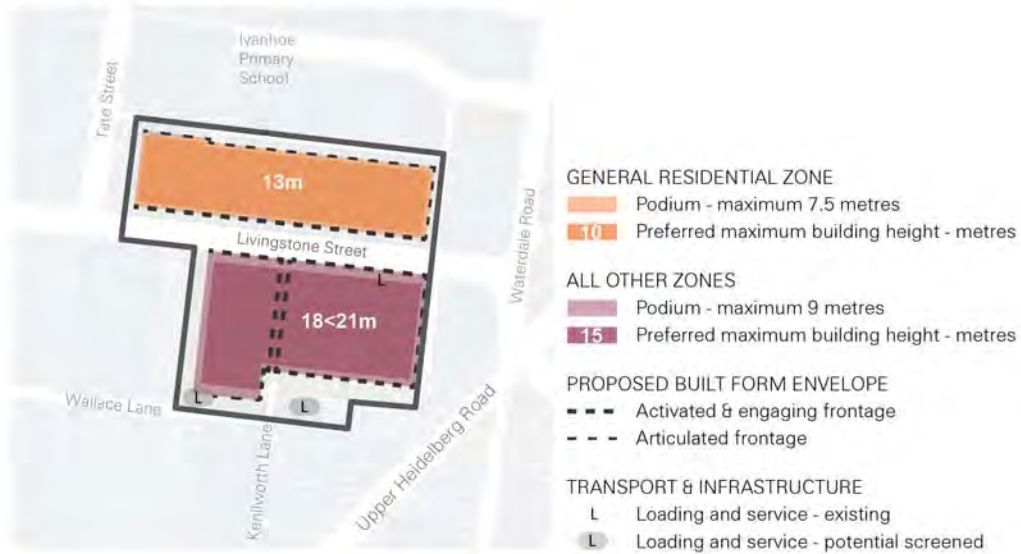 Ivanhoe
Primary
School
Tate Street
13m
Livingstone Street
Waterdale Road
L
18<21m
L
L
Wallace Lane
Kenilworth Lane
Upper Heidelberg Road
GENERAL RESIDENTIAL ZONE
Podium - maximum 7.5 metres
10 Preferred maximum building height - metres
ALL OTHER ZONES
Podium - maximum 9 metres
15 Preferred maximum building height - metres
PROPOSED BUILT FORM ENVELOPE
Activated & engaging frontage
Articulated frontage
TRANSPORT & INFRASTRUCTURE
L Loading and service - existing
L Loading and service - potential screened